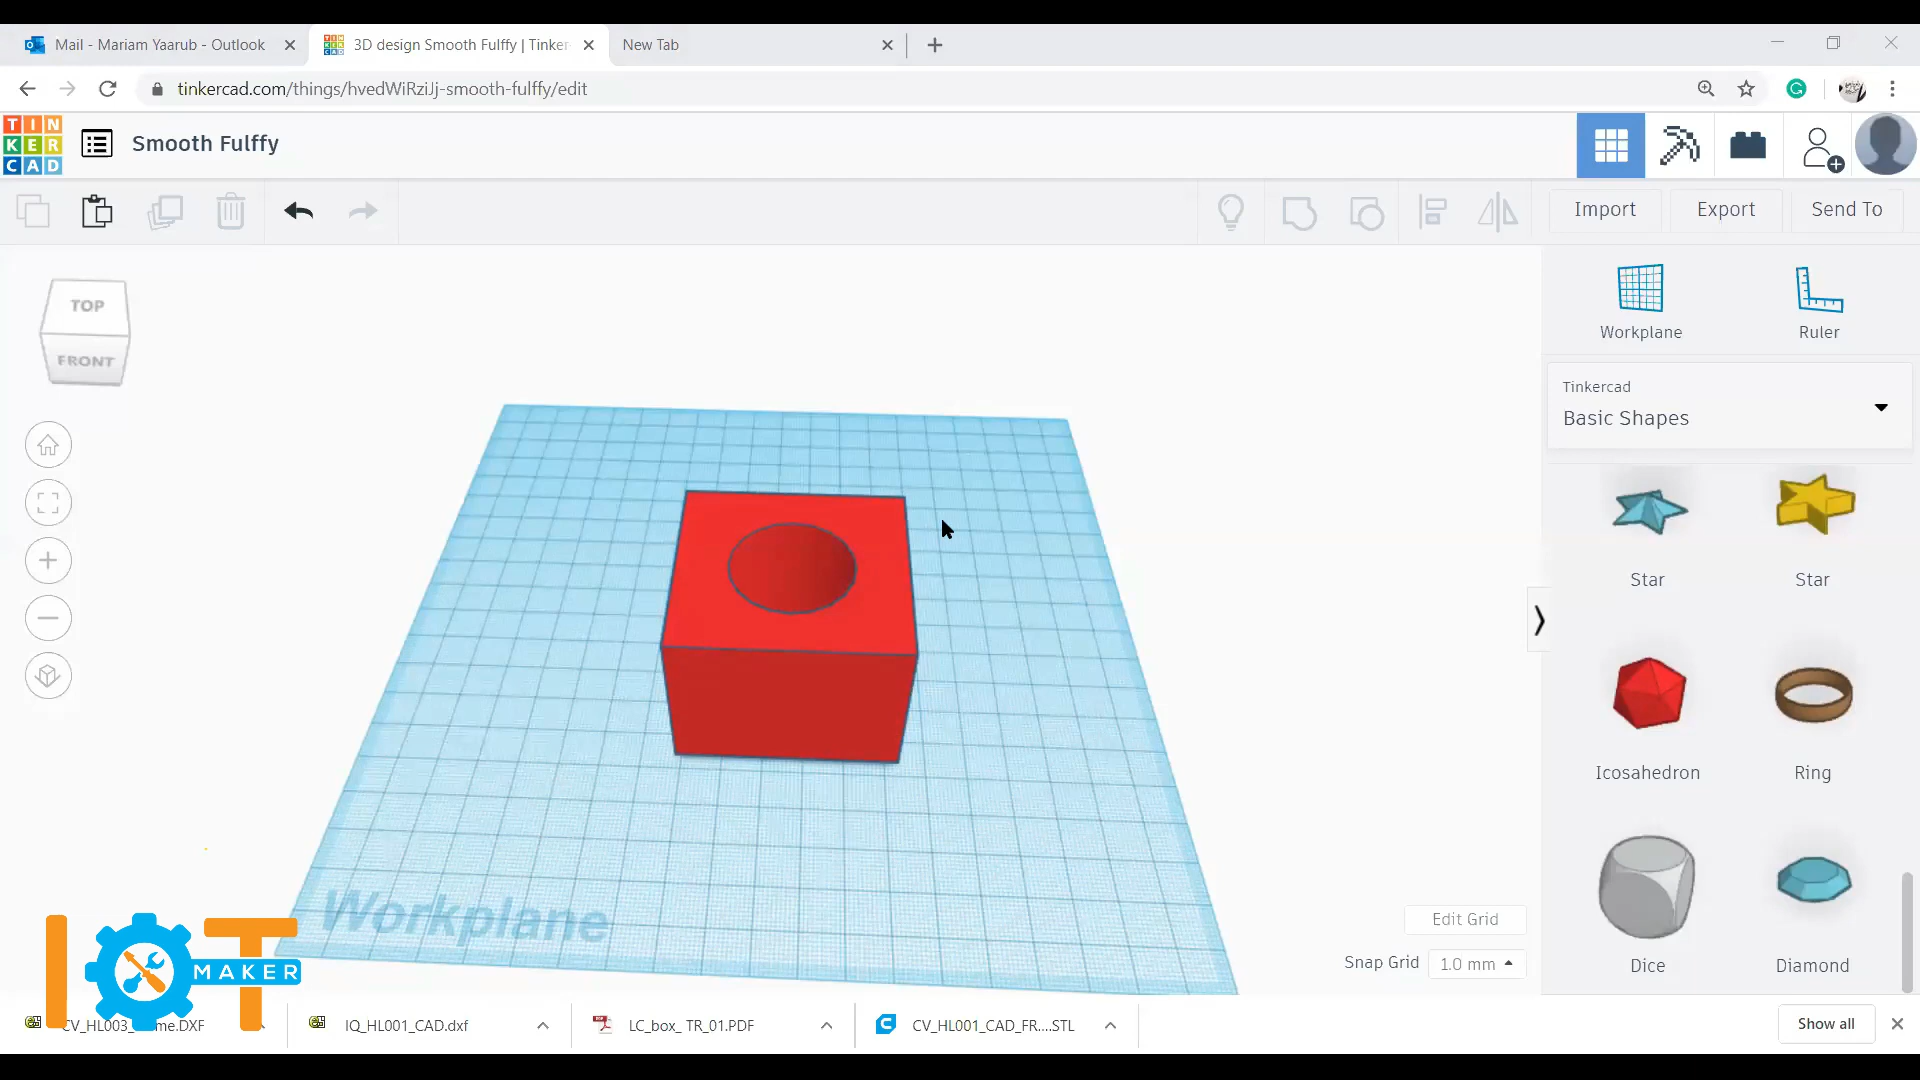 Mail - Mariam Yaarub - Outlook
3D design Smooth Fulffy | Tinker
New Tab
tinkercad.com/things/hvedWiRziJj-smooth-fulffy/edit
TIN
KER
CAD
Smooth Fulffy
Import
Export
Send To
TOP
FRONT
Workplane
Ruler
Tinkercad
Basic Shapes
Star
Star
Icosahedron
Ring
Dice
Diamond
Workplane
Edit Grid
Snap Grid
1.0 mm
IOT
MAKER
IQ_HL001_CAD.dxf
LC_box_ TR_01.PDF
CV_HL001_CAD_FR....STL
Show all